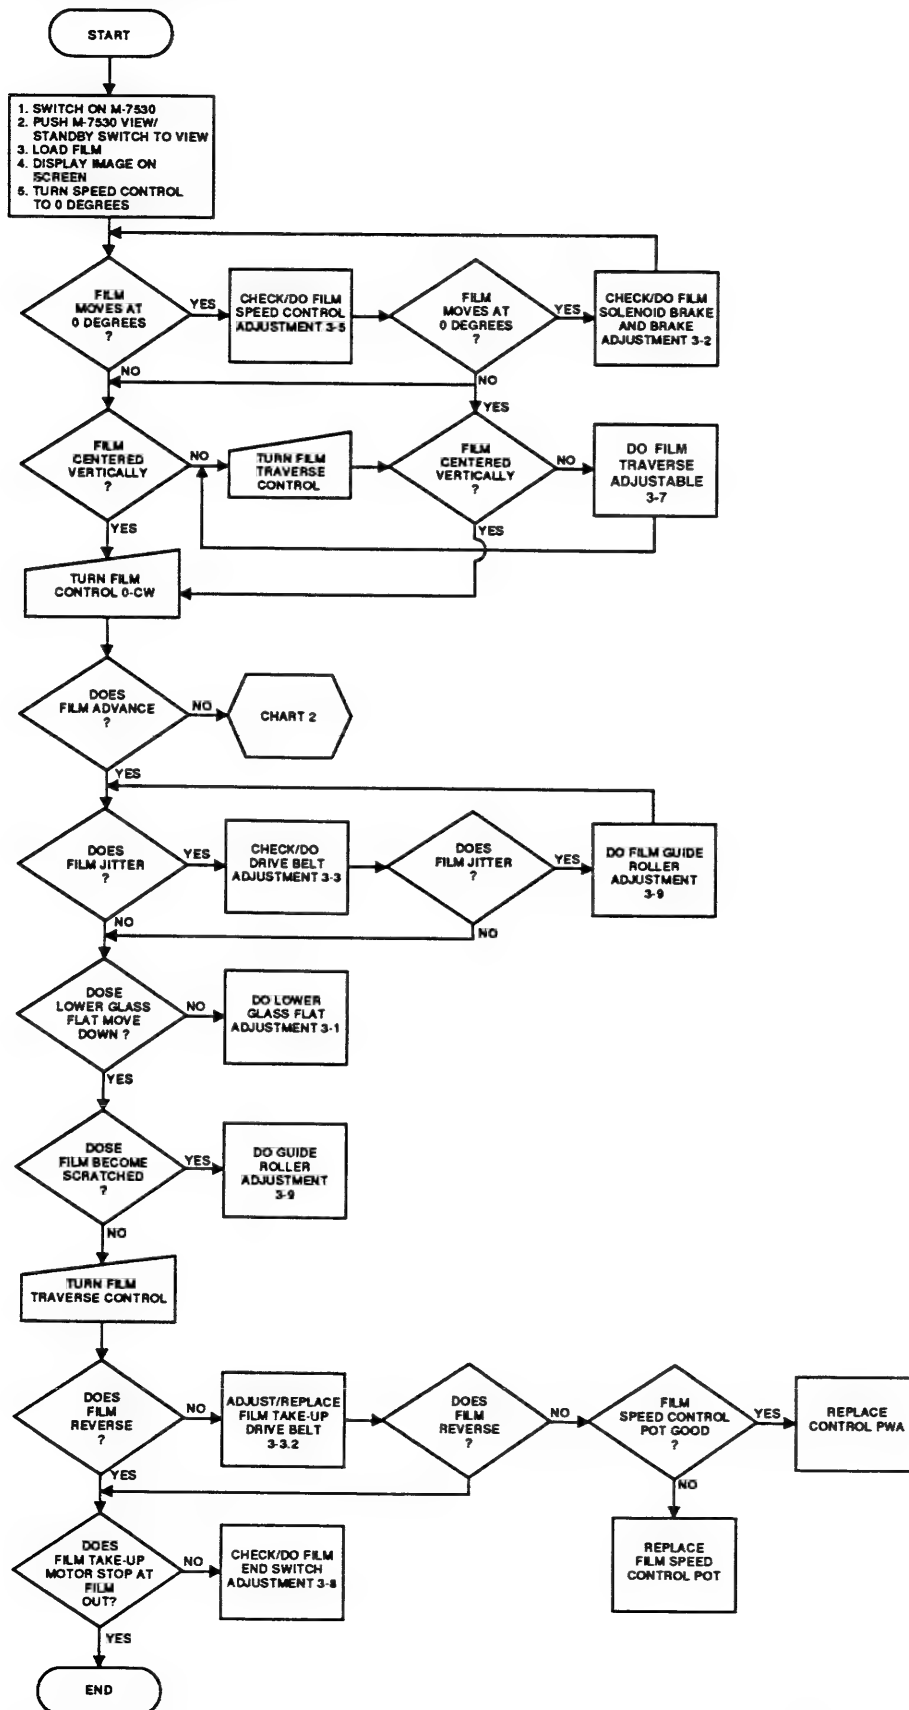 START
1. SWITCH ON M-7530
2. PUSH M-7530 VIEW/
STANDBY SWITCH TO VIEW
3. LOAD FILM
4. DISPLAY IMAGE ON
SCREEN
5. TURN SPEED CONTROL
TO 0 DEGREES
FILM
MOVES AT
0 DEGREES
?
YES
CHECK/DO FILM
SPEED CONTROL
ADJUSTMENT 3-5
FILM
MOVES AT
0 DEGREES
?
YES
CHECK/DO FILM
SOLENOID BRAKE
AND BRAKE
ADJUSTMENT 3-2
NO
NO
YES
FILM
CENTERED
VERTICALLY
?
NO
TURN FILM
TRAVERSE
CONTROL
FILM
CENTERED
VERTICALLY
?
NO
DO FILM
TRAVERSE
ADJUSTABLE
3-7
YES
YES
TURN FILM
CONTROL 0-CW
DOES
FILM ADVANCE
?
NO
CHART 2
YES
DOES
FILM JITTER
?
YES
CHECK/DO
DRIVE BELT
ADJUSTMENT 3-3
DOES
FILM JITTER
?
YES
DO FILM GUIDE
ROLLER
ADJUSTMENT
3-9
NO
NO
DOSE
LOWER GLASS
FLAT MOVE
DOWN ?
NO
DO LOWER
GLASS FLAT
ADJUSTMENT 3-1
YES
DOSE
FILM BECOME
SCRATCHED
?
YES
DO GUIDE
ROLLER
ADJUSTMENT
3-9
NO
TURN FILM
TRAVERSE CONTROL
DOES
FILM
REVERSE
?
NO
ADJUST/REPLACE
FILM TAKE-UP
DRIVE BELT
3-3.2
DOES
FILM
REVERSE
?
NO
FILM
SPEED CONTROL
POT GOOD
?
YES
REPLACE
CONTROL PWA
YES
NO
REPLACE
FILM SPEED
CONTROL POT
DOES
FILM TAKE-UP
MOTOR STOP AT
FILM
OUT?
NO
CHECK/DO FILM
END SWITCH
ADJUSTMENT 3-8
YES
END